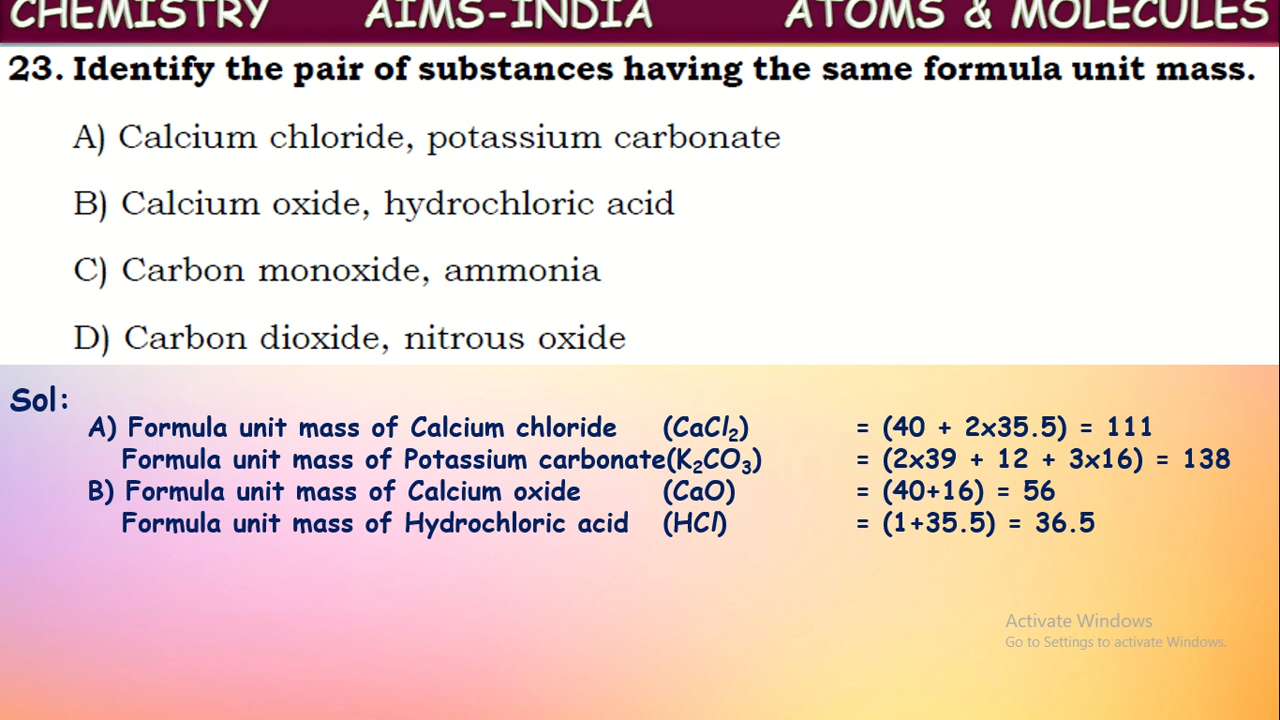 CHEMISTRY AIMS-INDIA ATOMS & MOLECULES
23. Identify the pair of substances having the same formula unit mass.
A) Calcium chloride, potassium carbonate
B) Calcium oxide, hydrochloric acid
C) Carbon monoxide, ammonia
D) Carbon dioxide, nitrous oxide
Sol:
A) Formula unit mass of Calcium chloride (CaCl₂) = (40 + 2x35.5) = 111
Formula unit mass of Potassium carbonate(K₂CO₃) = (2x39 + 12 + 3x16) = 138
B) Formula unit mass of Calcium oxide (CaO) = (40+16) = 56
Formula unit mass of Hydrochloric acid (HCl) = (1+35.5) = 36.5
Activate Windows
Go to Settings to activate Windows.